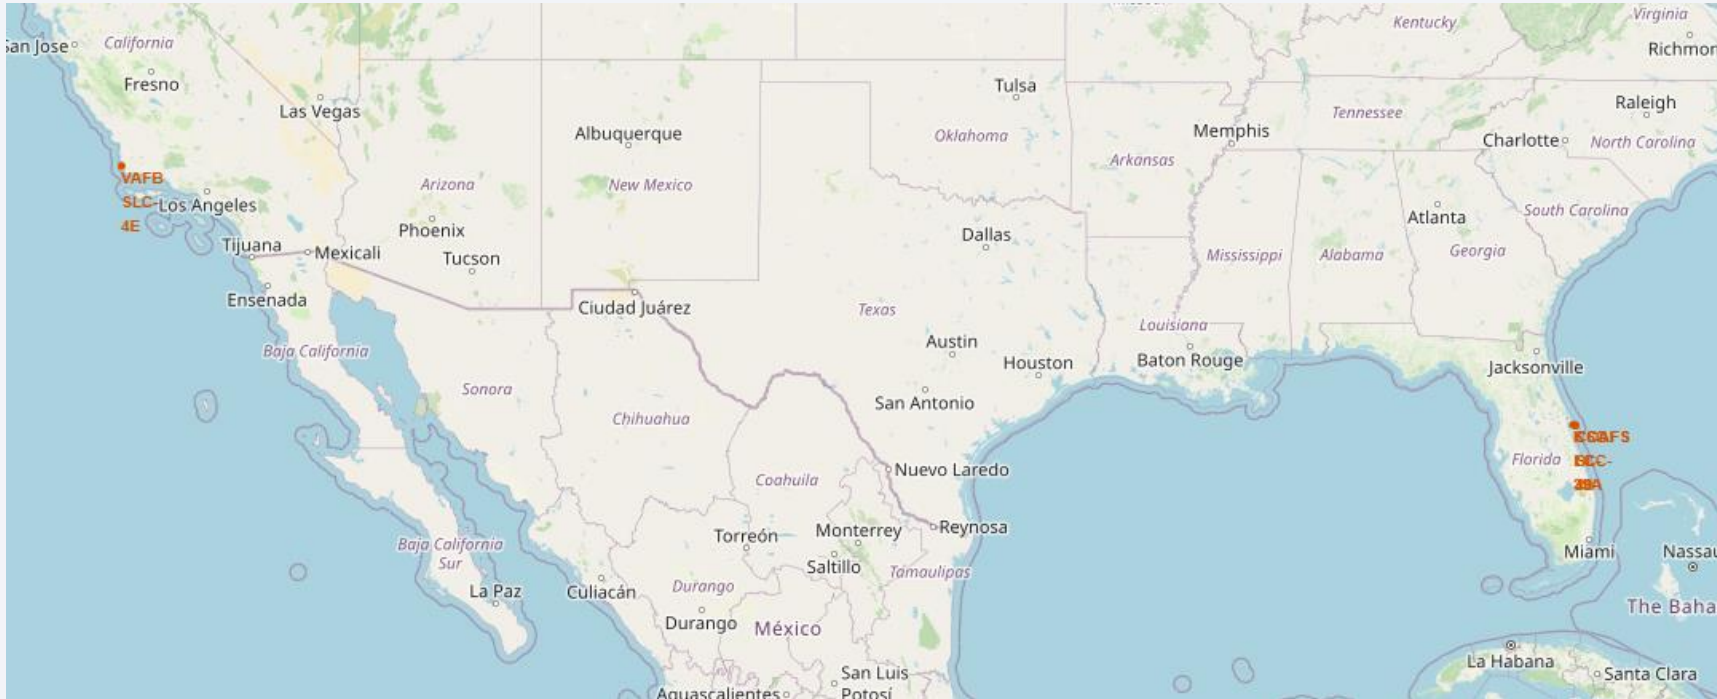 Kentucky
Virginia
California
San Jose
Richmon
Fresno
Tulsa
Las Vegas
Raleigh
Albuquerque
Memphis
Tennessee
Oklahoma
Charlotte
North Carolina
Arkansas
VAFB
SLC-
4E
Arizona
New Mexico
Los Angeles
South Carolina
Phoenix
Atlanta
Dallas
Tijuana
Mexicali
Tucson
Mississippi
Alabama
Georgia
Ensenada
Ciudad Juárez
Texas
Louisiana
Austin
Baja California
Houston
Baton Rouge
Jacksonville
Sonora
San Antonio
Chihuahua
Florida
Nuevo Laredo
Coahuila
Reynosa
Monterrey
Torreón
Baja California
Sur
Saltillo
Tamaulipas
Miami
Nassau
La Paz
Culiacán
Durango
Durango
México
The Baha
La Habana
San Luis
Potosí
Santa Clara
Aguascalientes